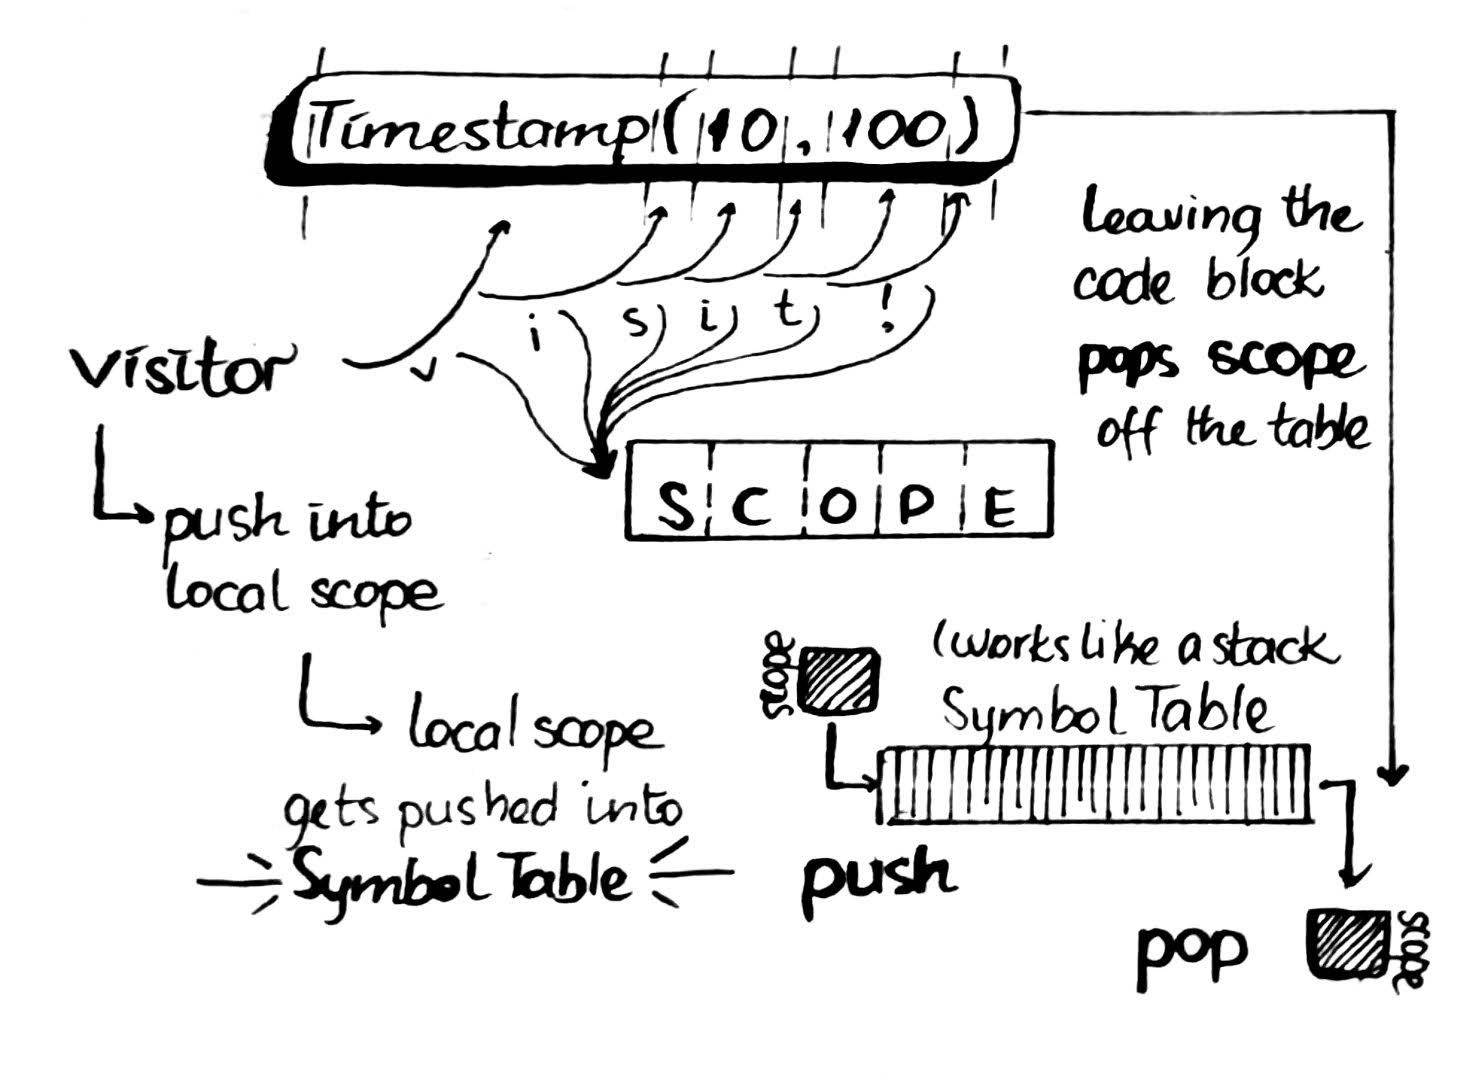 Timestamp(10,100)
leaving the
code block
pops scope
off the table
v i s i t !
visitor
S C O P E
push into
local scope
scope
(works like a stack
Symbol Table
local scope
gets pushed into
Symbol Table
push
pop
scope